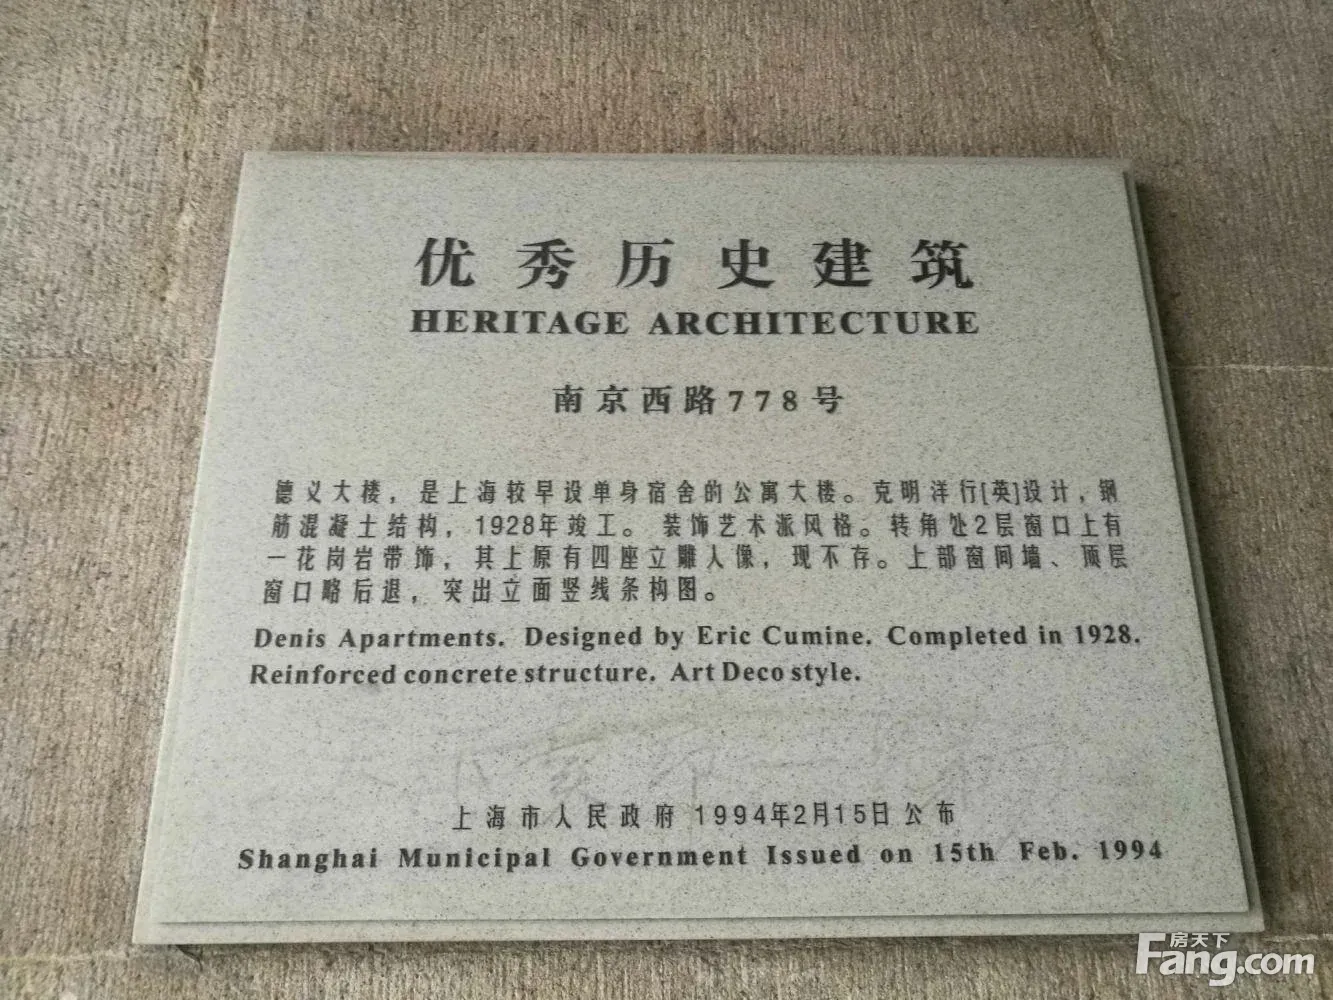 优秀历史建筑
HERITAGE ARCHITECTURE
南京西路778号
德义大楼，是上海较早设单身宿舍的公寓大楼。克明洋行[英]设计，钢
筋混凝土结构，1928年竣工。装饰艺术派风格。转角处2层窗口上有
一花岗岩带饰，其上原有四座立雕人像，现不存。上部窗间墙、顶层
窗口略后退，突出立面竖线条构图。
Denis Apartments. Designed by Eric Cumine. Completed in 1928.
Reinforced concrete structure. Art Deco style.
上海市人民政府 1994年2月15日公布
Shanghai Municipal Government Issued on 15th Feb. 1994
房天下
Fang.com